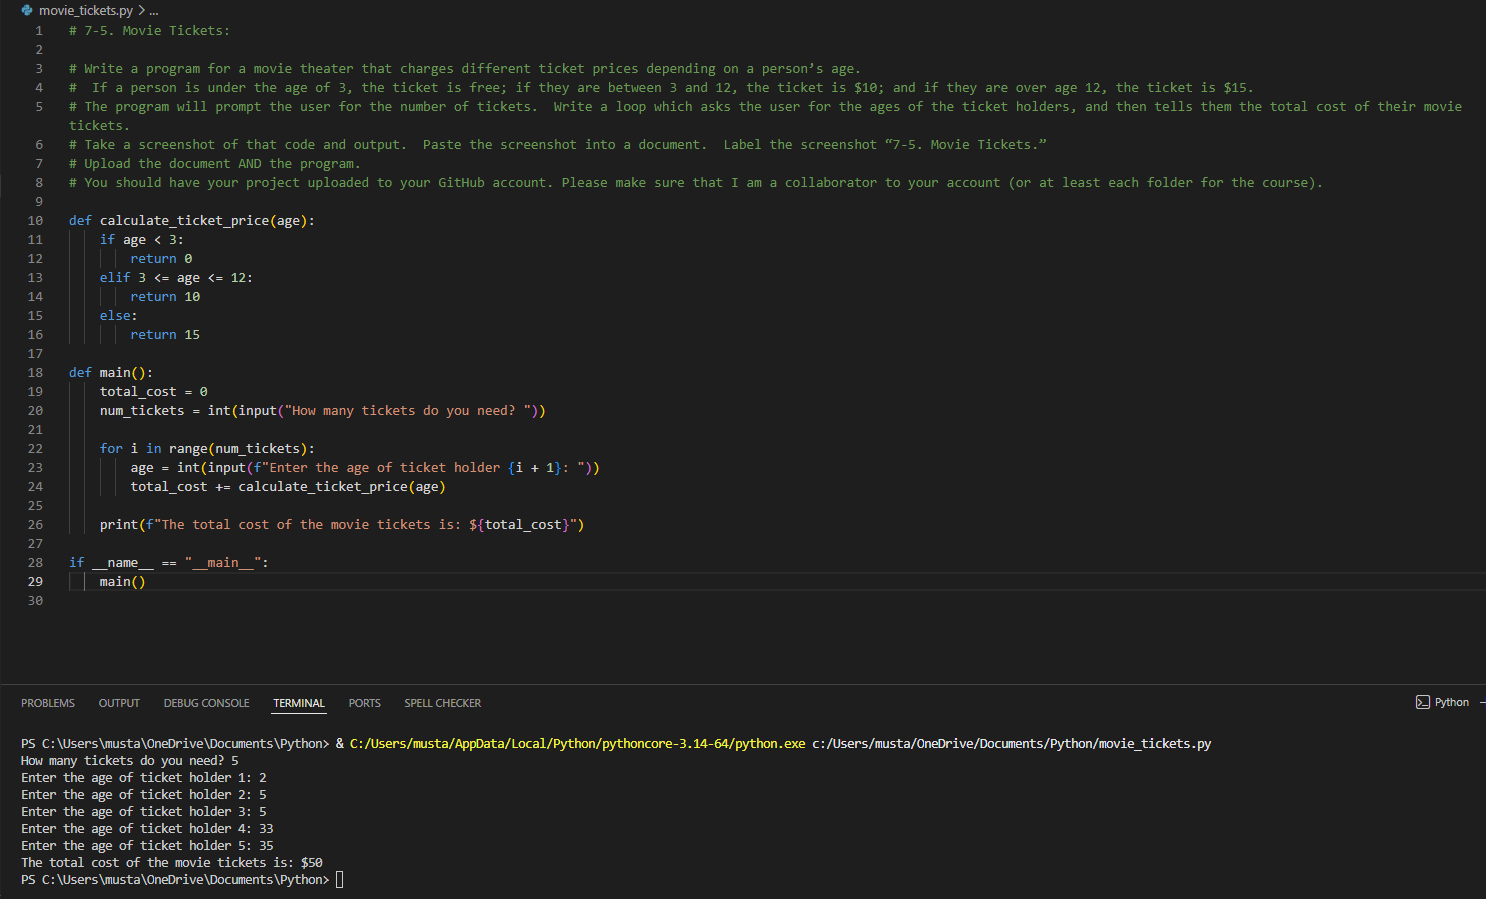 movie_tickets.py > ...
1 # 7-5. Movie Tickets:
2
3 # Write a program for a movie theater that charges different ticket prices depending on a person’s age.
4 #  If a person is under the age of 3, the ticket is free; if they are between 3 and 12, the ticket is $10; and if they are over age 12, the ticket is $15.
5 # The program will prompt the user for the number of tickets.  Write a loop which asks the user for the ages of the ticket holders, and then tells them the total cost of their movie
tickets.
6 # Take a screenshot of that code and output.  Paste the screenshot into a document.  Label the screenshot “7-5. Movie Tickets.”
7 # Upload the document AND the program.
8 # You should have your project uploaded to your GitHub account. Please make sure that I am a collaborator to your account (or at least each folder for the course).
9
10 def calculate_ticket_price(age):
11     if age < 3:
12         return 0
13     elif 3 <= age <= 12:
14         return 10
15     else:
16         return 15
17
18 def main():
19     total_cost = 0
20     num_tickets = int(input("How many tickets do you need? "))
21
22     for i in range(num_tickets):
23         age = int(input(f"Enter the age of ticket holder {i + 1}: "))
24         total_cost += calculate_ticket_price(age)
25
26     print(f"The total cost of the movie tickets is: ${total_cost}")
27
28 if __name__ == "__main__":
29     main()
30
PROBLEMS OUTPUT DEBUG CONSOLE TERMINAL PORTS SPELL CHECKER Python
PS C:\Users\musta\OneDrive\Documents\Python> & C:/Users/musta/AppData/Local/Python/pythoncore-3.14-64/python.exe c:/Users/musta/OneDrive/Documents/Python/movie_tickets.py
How many tickets do you need? 5
Enter the age of ticket holder 1: 2
Enter the age of ticket holder 2: 5
Enter the age of ticket holder 3: 5
Enter the age of ticket holder 4: 33
Enter the age of ticket holder 5: 35
The total cost of the movie tickets is: $50
PS C:\Users\musta\OneDrive\Documents\Python>